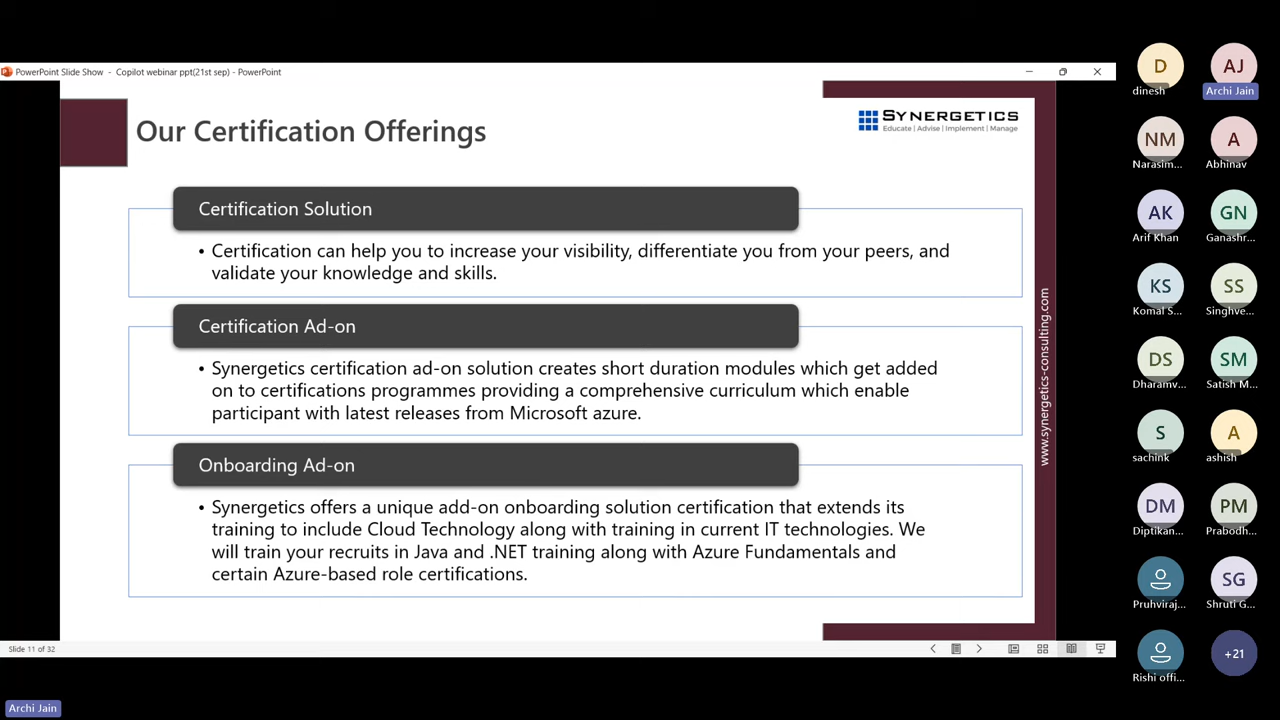 PowerPoint Slide Show - Copilot webinar ppt(21st sep) - PowerPoint
Our Certification Offerings
SYNERGETICS
Educate | Advise | Implement | Manage
Certification Solution
• Certification can help you to increase your visibility, differentiate you from your peers, and
validate your knowledge and skills.
Certification Ad-on
• Synergetics certification ad-on solution creates short duration modules which get added
on to certifications programmes providing a comprehensive curriculum which enable
participant with latest releases from Microsoft azure.
Onboarding Ad-on
• Synergetics offers a unique add-on onboarding solution certification that extends its
training to include Cloud Technology along with training in current IT technologies. We
will train your recruits in Java and .NET training along with Azure Fundamentals and
certain Azure-based role certifications.
www.synergetics-consulting.com
Slide 11 of 32
D
dinesh
AJ
Archi Jain
NM
Narasim...
A
Abhinav
AK
Arif Khan
GN
Ganashr...
KS
Komal S...
SS
Singhve...
DS
Dharamv...
SM
Satish M...
S
sachink
A
ashish
DM
Diptikan...
PM
Prabodh...
Pruhviraj...
SG
Shruti G...
Rishi offi...
+21
Archi Jain